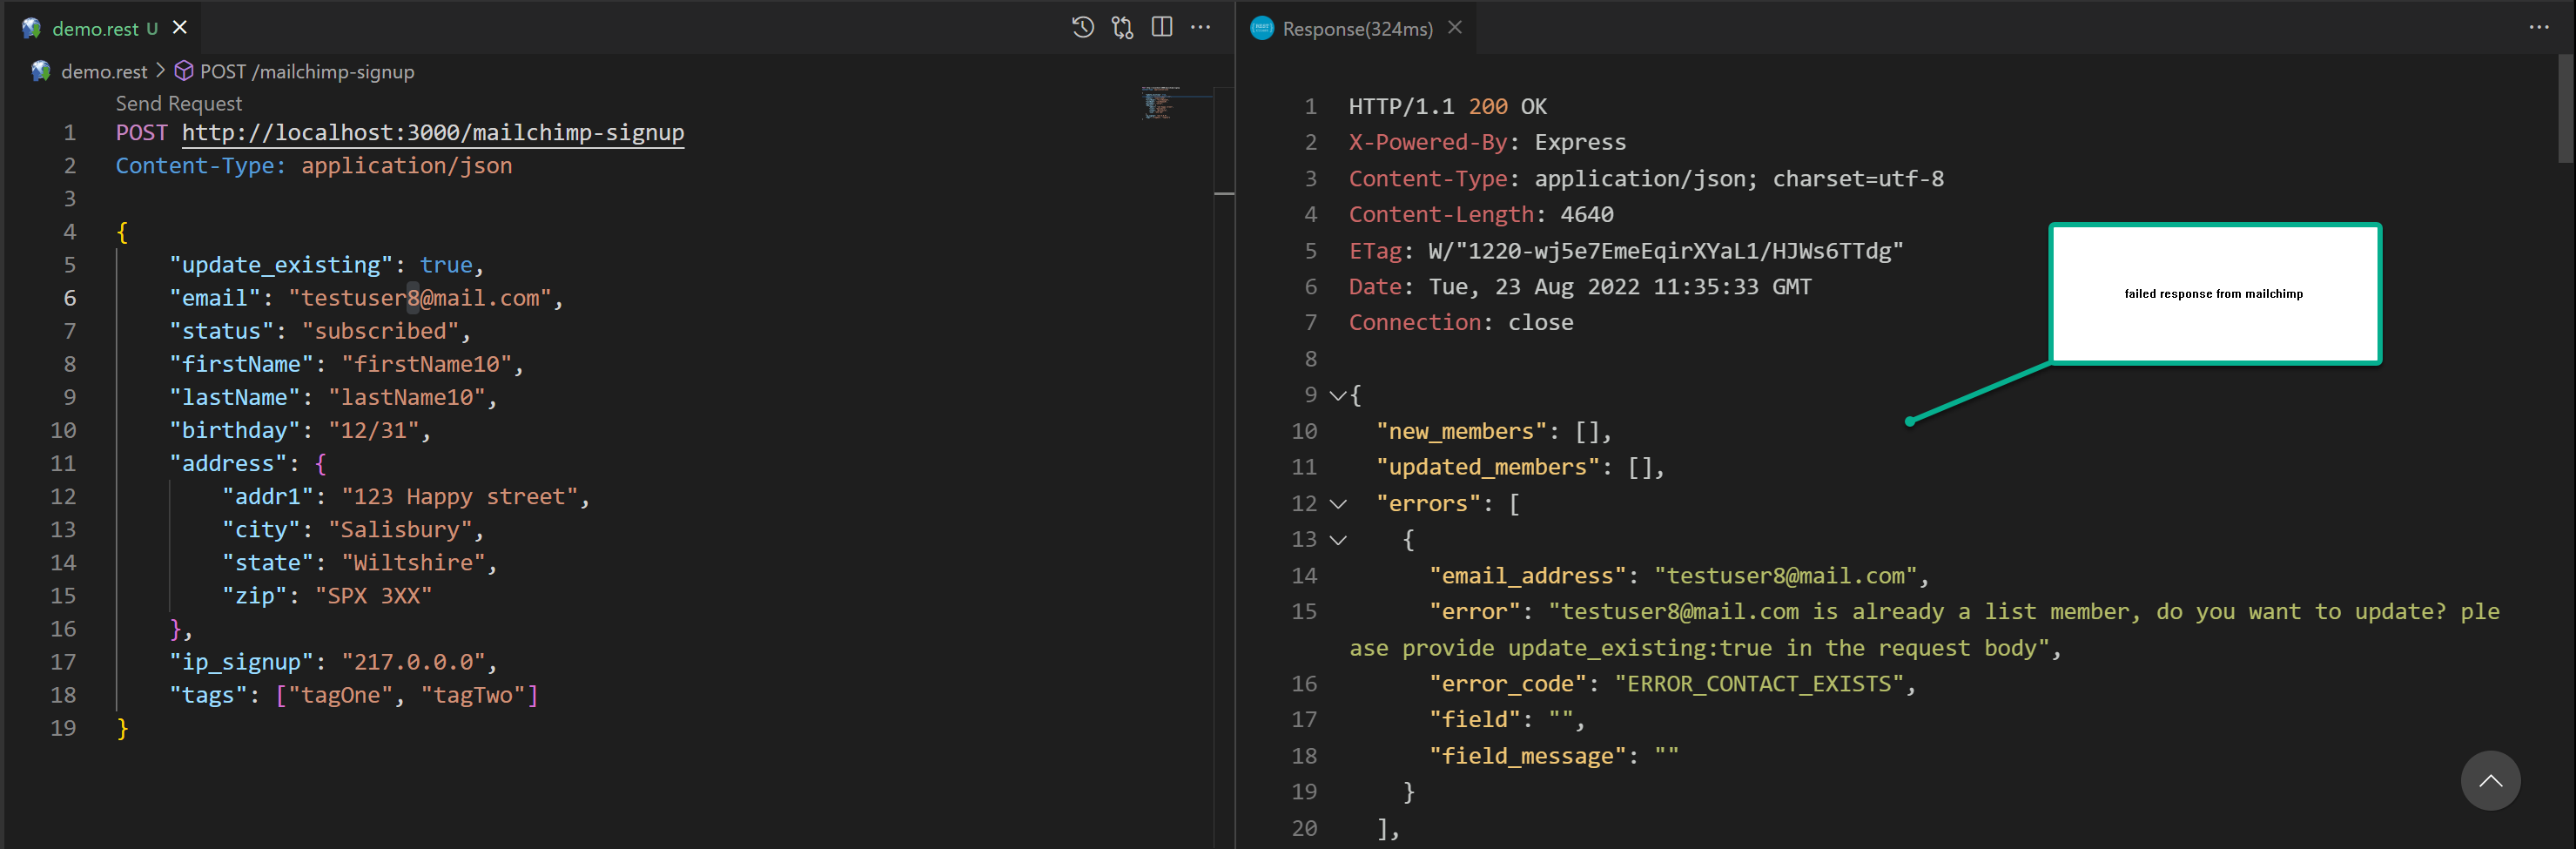 demo.rest U
demo.rest > POST /mailchimp-signup
Send Request
1 POST http://localhost:3000/mailchimp-signup
2 Content-Type: application/json
3
4 {
5 "update_existing": true,
6 "email": "testuser8@mail.com",
7 "status": "subscribed",
8 "firstName": "firstName10",
9 "lastName": "lastName10",
10 "birthday": "12/31",
11 "address": {
12 "addr1": "123 Happy street",
13 "city": "Salisbury",
14 "state": "Wiltshire",
15 "zip": "SPX 3XX"
16 },
17 "ip_signup": "217.0.0.0",
18 "tags": ["tagOne", "tagTwo"]
19 }
Response(324ms)
1 HTTP/1.1 200 OK
2 X-Powered-By: Express
3 Content-Type: application/json; charset=utf-8
4 Content-Length: 4640
5 ETag: W/"1220-wj5e7EmeEqirXYaL1/HJWs6TTdg"
6 Date: Tue, 23 Aug 2022 11:35:33 GMT
7 Connection: close
8
9 {
10 "new_members": [],
11 "updated_members": [],
12 "errors": [
13 {
14 "email_address": "testuser8@mail.com",
15 "error": "testuser8@mail.com is already a list member, do you want to update? ple
ase provide update_existing:true in the request body",
16 "error_code": "ERROR_CONTACT_EXISTS",
17 "field": "",
18 "field_message": ""
19 }
20 ],
failed response from mailchimp